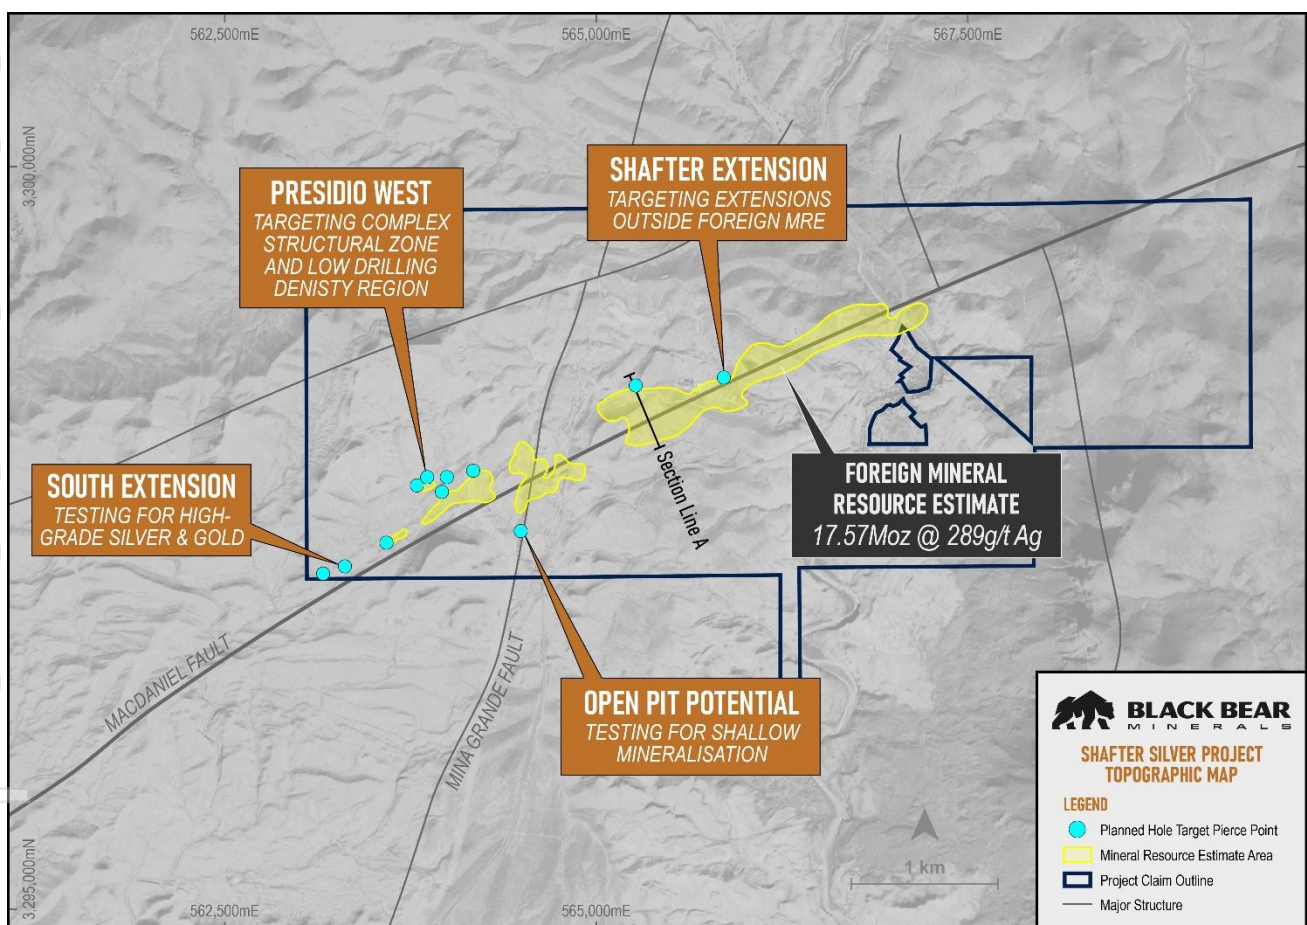 562,500mE
565,000mE
567,500mE
3,300,000mN
SHAFTER EXTENSION
TARGETING EXTENSIONS
OUTSIDE FOREIGN MRE
PRESIDIO WEST
TARGETING COMPLEX
STRUCTURAL ZONE
AND LOW DRILLING
DENISTY REGION
SOUTH EXTENSION
TESTING FOR HIGH-
GRADE SILVER & GOLD
Section Line A
FOREIGN MINERAL
RESOURCE ESTIMATE
17.57Moz @ 289g/t Ag
MACDANIEL FAULT
MINA GRANDE FAULT
OPEN PIT POTENTIAL
TESTING FOR SHALLOW
MINERALISATION
1 km
BLACK BEAR
MINERALS
SHAFTER SILVER PROJECT
TOPOGRAPHIC MAP
LEGEND
Planned Hole Target Pierce Point
Mineral Resource Estimate Area
Project Claim Outline
Major Structure
3,295,000mN
562,500mE
565,000mE